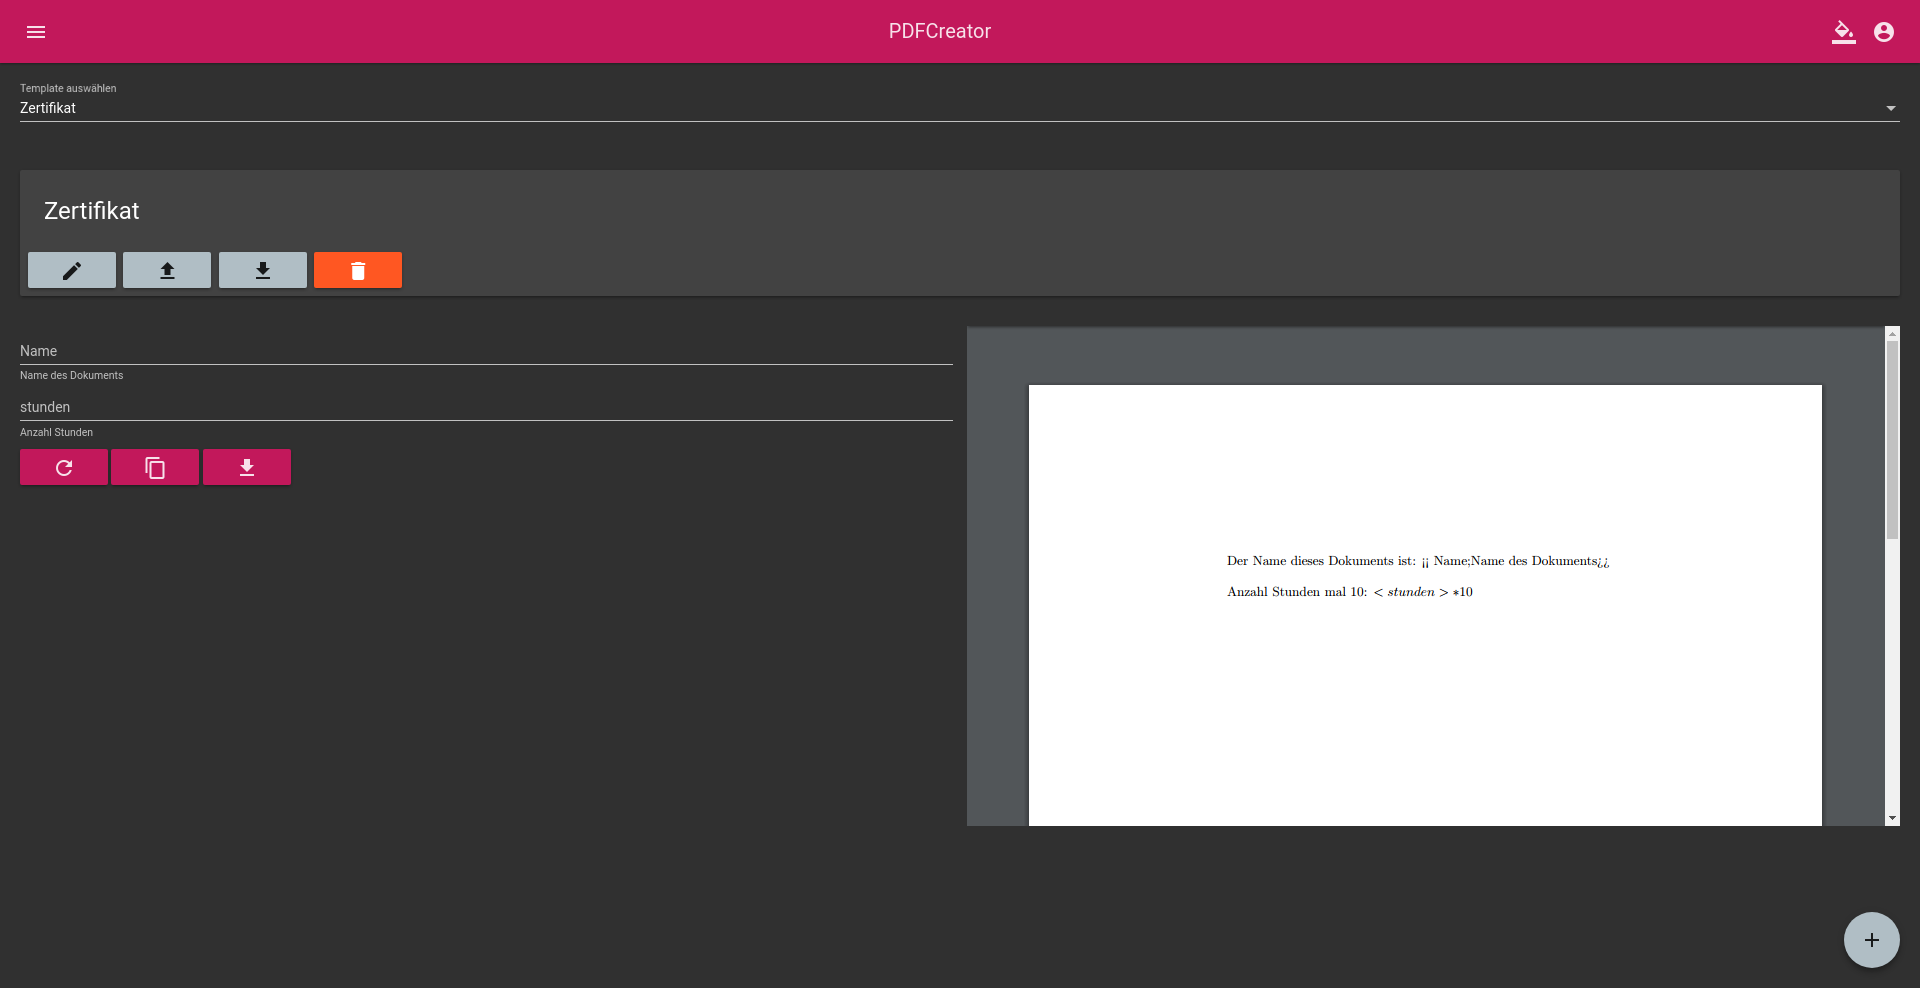 PDFCreator
Template auswählen
Zertifikat
Zertifikat
Name
Name des Dokuments
stunden
Anzahl Stunden
Der Name dieses Dokuments ist: ¡¡ Name;Name des Dokuments¿¿
Anzahl Stunden mal 10: < stunden > *10